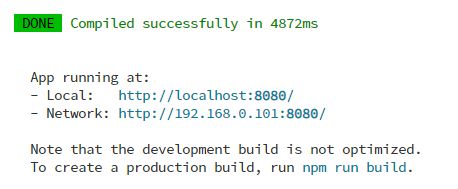 DONE Compiled successfully in 4872ms
App running at:
- Local: http://localhost:8080/
- Network: http://192.168.0.101:8080/
Note that the development build is not optimized.
To create a production build, run npm run build.